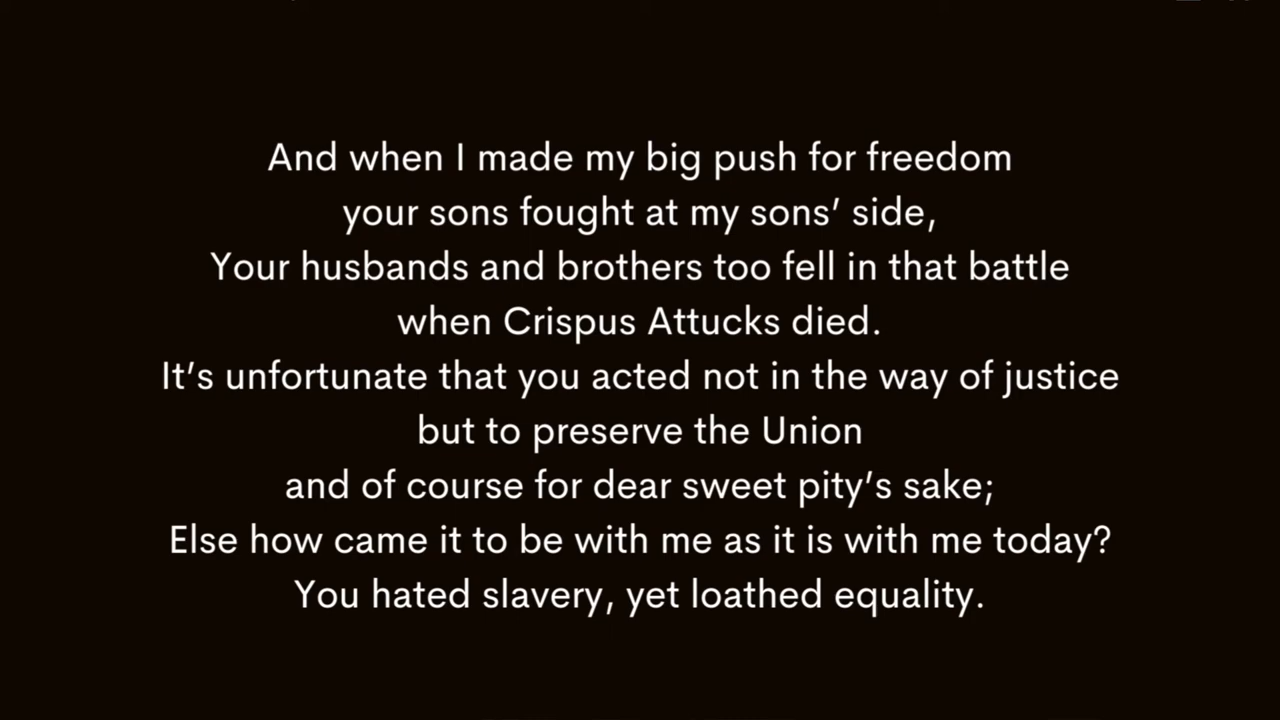 And when I made my big push for freedom
your sons fought at my sons’ side,
Your husbands and brothers too fell in that battle
when Crispus Attucks died.
It’s unfortunate that you acted not in the way of justice
but to preserve the Union
and of course for dear sweet pity’s sake;
Else how came it to be with me as it is with me today?
You hated slavery, yet loathed equality.